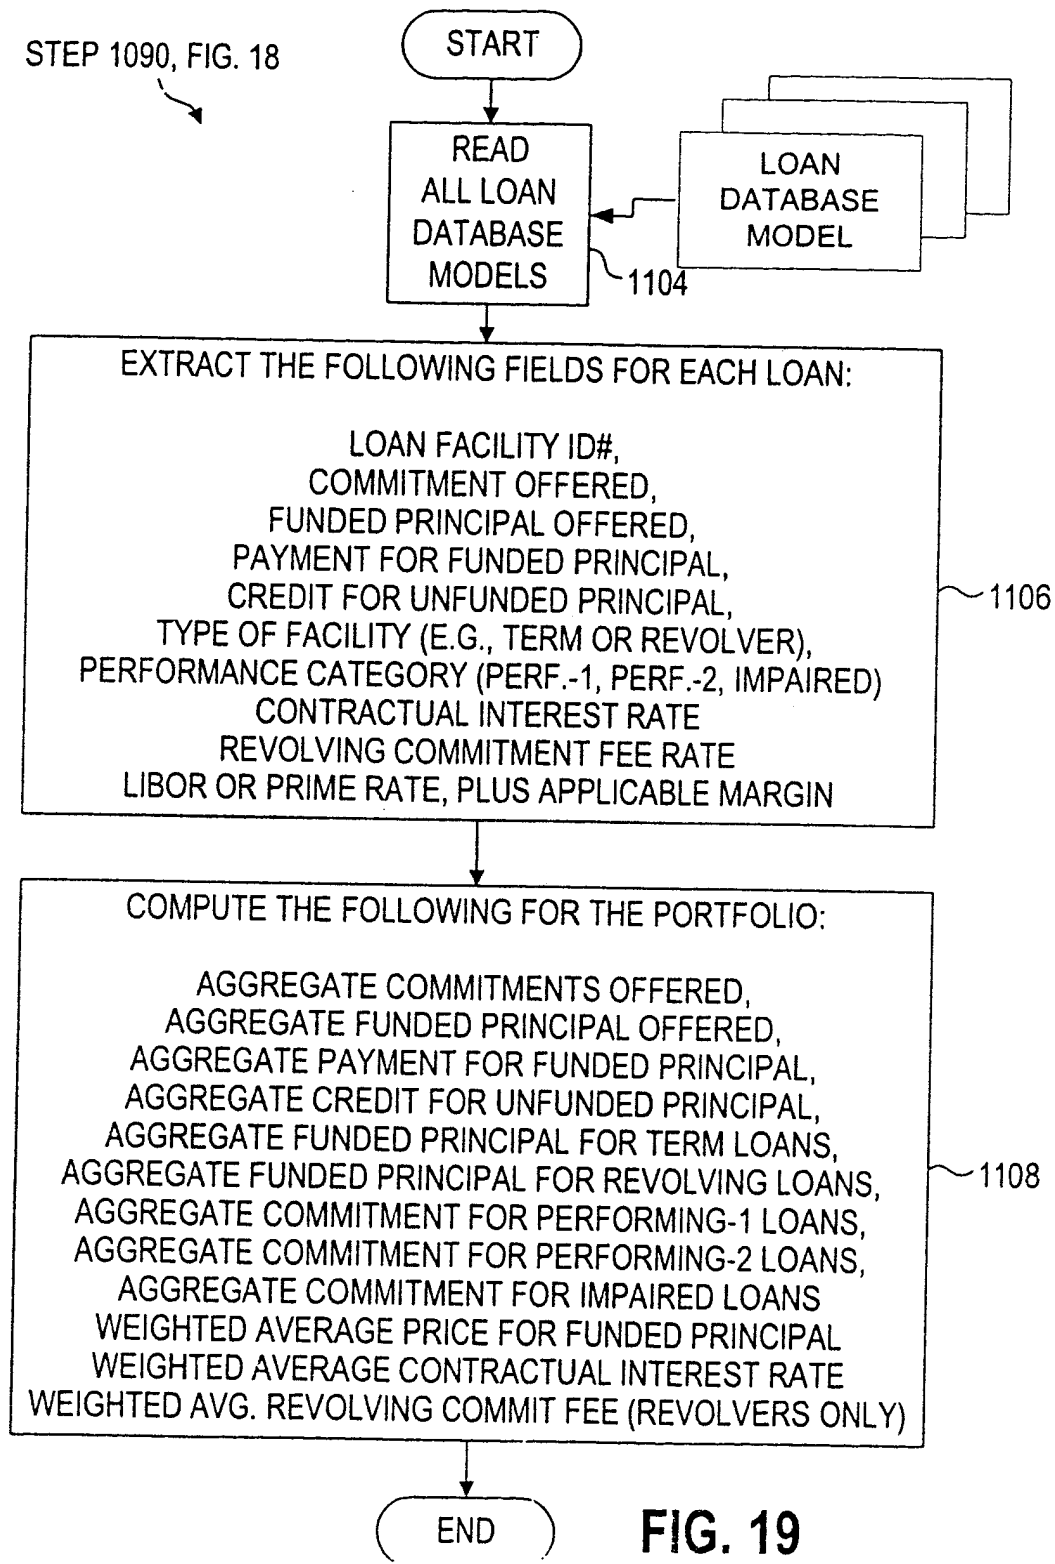 STEP 1090, FIG. 18
START
READ
ALL LOAN
DATABASE
MODELS
LOAN
DATABASE
MODEL
1104
EXTRACT THE FOLLOWING FIELDS FOR EACH LOAN:
LOAN FACILITY ID#,
COMMITMENT OFFERED,
FUNDED PRINCIPAL OFFERED,
PAYMENT FOR FUNDED PRINCIPAL,
CREDIT FOR UNFUNDED PRINCIPAL,
TYPE OF FACILITY (E.G., TERM OR REVOLVER),
PERFORMANCE CATEGORY (PERF.-1, PERF.-2, IMPAIRED)
CONTRACTUAL INTEREST RATE
REVOLVING COMMITMENT FEE RATE
LIBOR OR PRIME RATE, PLUS APPLICABLE MARGIN
1106
COMPUTE THE FOLLOWING FOR THE PORTFOLIO:
AGGREGATE COMMITMENTS OFFERED,
AGGREGATE FUNDED PRINCIPAL OFFERED,
AGGREGATE PAYMENT FOR FUNDED PRINCIPAL,
AGGREGATE CREDIT FOR UNFUNDED PRINCIPAL,
AGGREGATE FUNDED PRINCIPAL FOR TERM LOANS,
AGGREGATE FUNDED PRINCIPAL FOR REVOLVING LOANS,
AGGREGATE COMMITMENT FOR PERFORMING-1 LOANS,
AGGREGATE COMMITMENT FOR PERFORMING-2 LOANS,
AGGREGATE COMMITMENT FOR IMPAIRED LOANS
WEIGHTED AVERAGE PRICE FOR FUNDED PRINCIPAL
WEIGHTED AVERAGE CONTRACTUAL INTEREST RATE
WEIGHTED AVG. REVOLVING COMMIT FEE (REVOLVERS ONLY)
1108
END
FIG. 19